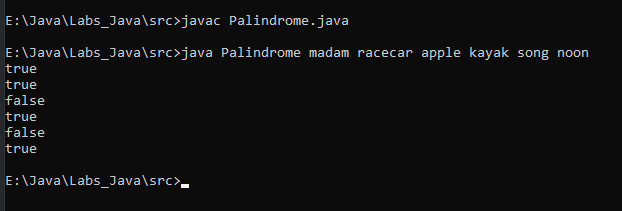 E:\Java\Labs_Java\src>javac Palindrome.java
E:\Java\Labs_Java\src>java Palindrome madam racecar apple kayak song noon
true
true
false
true
false
true
E:\Java\Labs_Java\src>